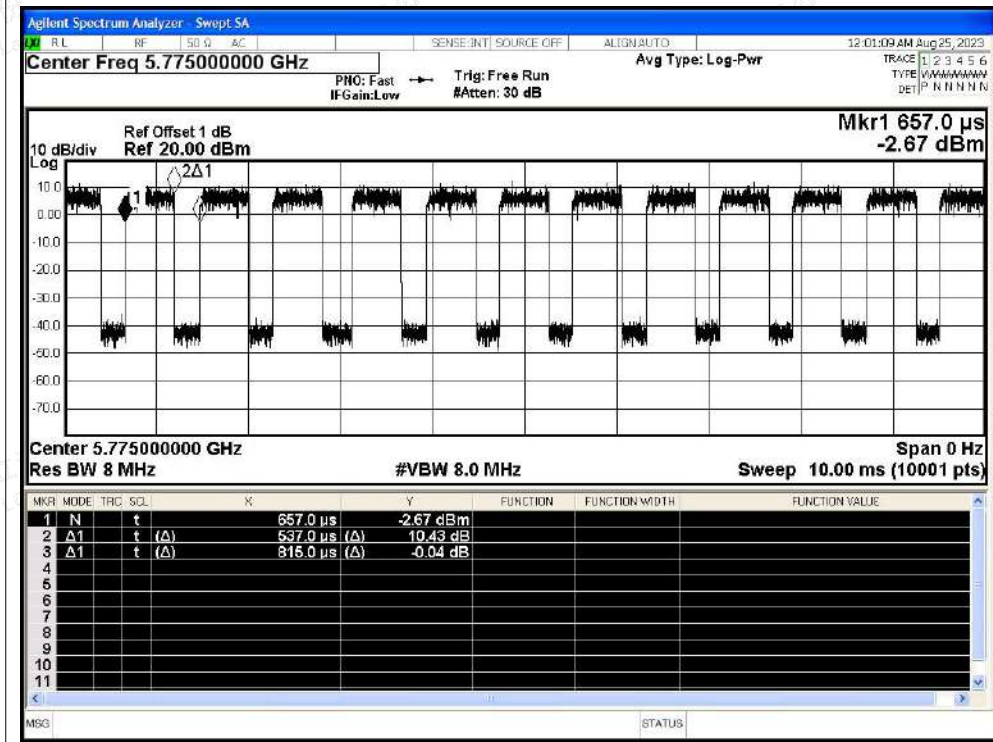 Agilent Spectrum Analyzer - Swept SA
LXI RL RF 50 Ω AC SENSE:INT SOURCE OFF ALIGN AUTO 12:01:09 AM Aug 25, 2023
Center Freq 5.775000000 GHz
Avg Type: Log-Pwr
TRACE 1 2 3 4 5 6
PNO: Fast Trig: Free Run
TYPE
IFGain:Low #Atten: 30 dB
DET P N N N N N
Mkr1 657.0 µs
-2.67 dBm
Ref Offset 1 dB
10 dB/div Ref 20.00 dBm
Log
2Δ1
10.0
1
0.00
-10.0
-20.0
-30.0
-40.0
-50.0
-60.0
-70.0
Center 5.775000000 GHz Span 0 Hz
Res BW 8 MHz #VBW 8.0 MHz Sweep 10.00 ms (10001 pts)
MKR MODE TRC SCL X Y FUNCTION FUNCTION WIDTH FUNCTION VALUE
1 N t 657.0 µs -2.67 dBm
2 Δ1 t (Δ) 537.0 µs (Δ) 10.43 dB
3 Δ1 t (Δ) 815.0 µs (Δ) -0.04 dB
4
5
6
7
8
9
10
11
MSG STATUS